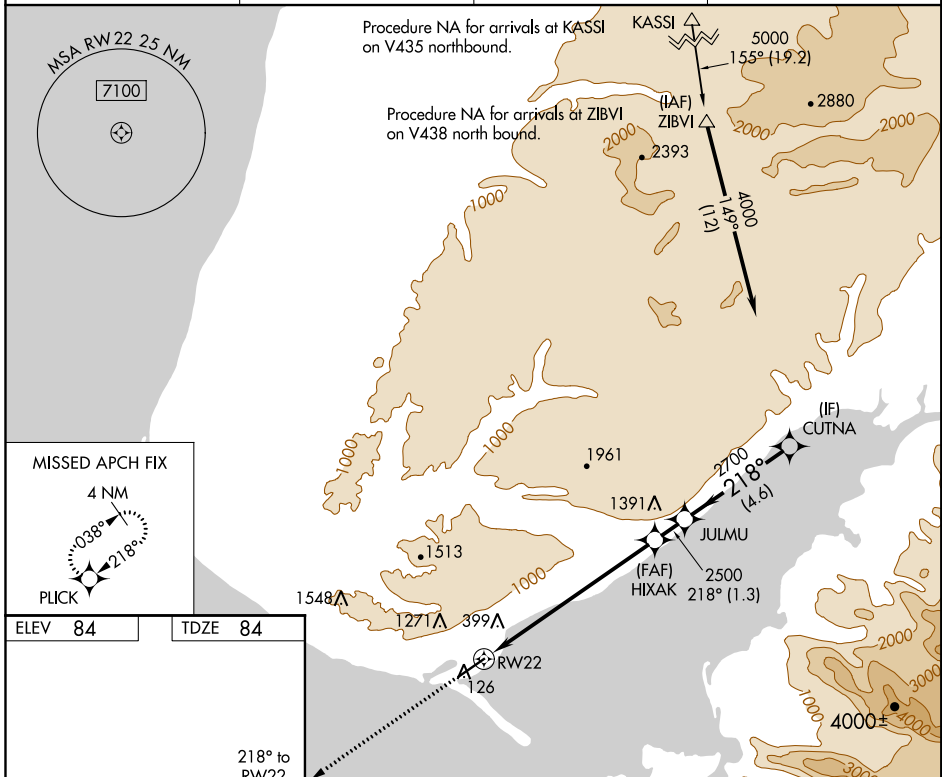 Procedure NA for arrivals at KASSI
on V435 northbound.
KASSI
5000
155° (19.2)
MSA RW22 25 NM
7100
Procedure NA for arrivals at ZIBVI
on V438 north bound.
(IAF)
ZIBVI
2880
2000
2000
2000
2393
1000
4000
149°
(12)
(IF)
CUTNA
1000
1000
1961
2700
218°
(4.6)
1391
JULMU
MISSED APCH FIX
4 NM
038°
218°
PLICK
1513
1000
(FAF)
HIXAK
2500
218° (1.3)
1548
1271
399
ELEV 84
TDZE 84
RW22
126
2000
3000
1000
4000±
4000
3000
218° to
RW22